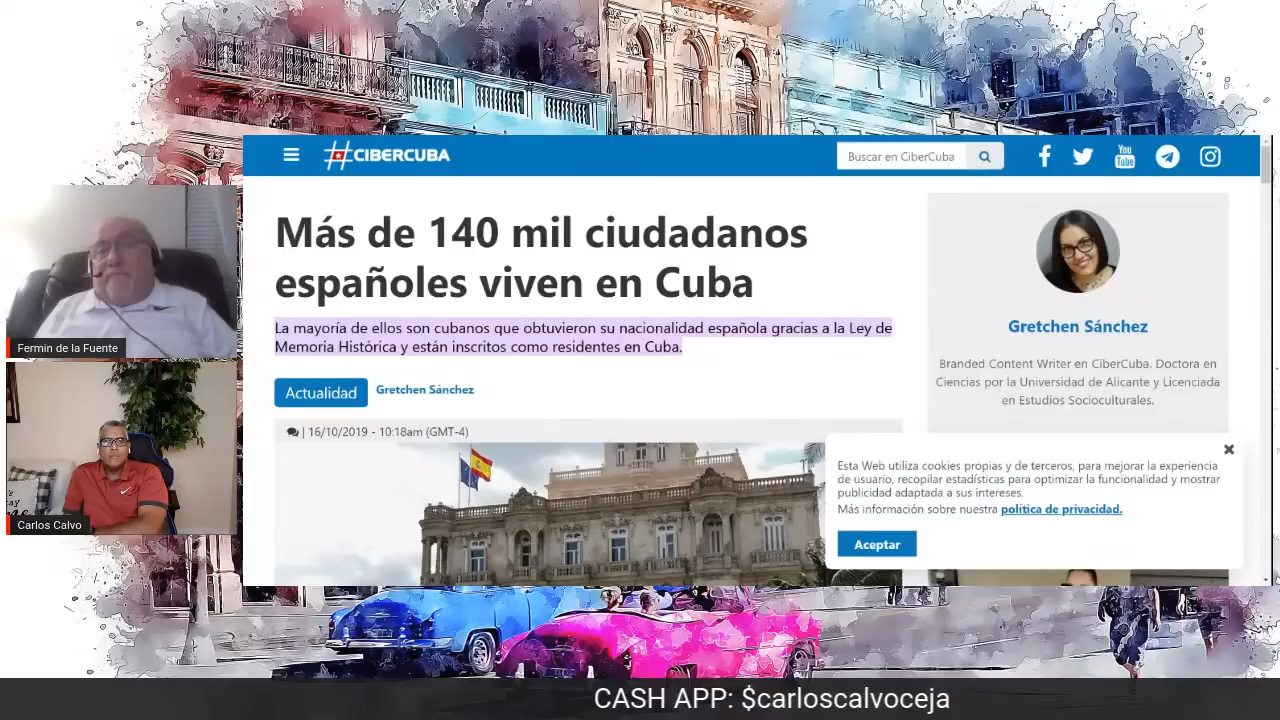 #CIBERCUBA
Buscar en CiberCuba
You
Tube
Más de 140 mil ciudadanos
españoles viven en Cuba
La mayoría de ellos son cubanos que obtuvieron su nacionalidad española gracias a la Ley de
Memoria Histórica y están inscritos como residentes en Cuba.
Actualidad
Gretchen Sánchez
| 16/10/2019 - 10:18am (GMT-4)
Gretchen Sánchez
Branded Content Writer en CiberCuba. Doctora en
Ciencias por la Universidad de Alicante y Licenciada
en Estudios Socioculturales.
Esta Web utiliza cookies propias y de terceros, para mejorar la experiencia
de usuario, recopilar estadísticas para optimizar la funcionalidad y mostrar
publicidad adaptada a sus intereses.
Más información sobre nuestra política de privacidad.
Aceptar
Fermin de la Fuente
Carlos Calvo
CASH APP: $carloscalvoceja